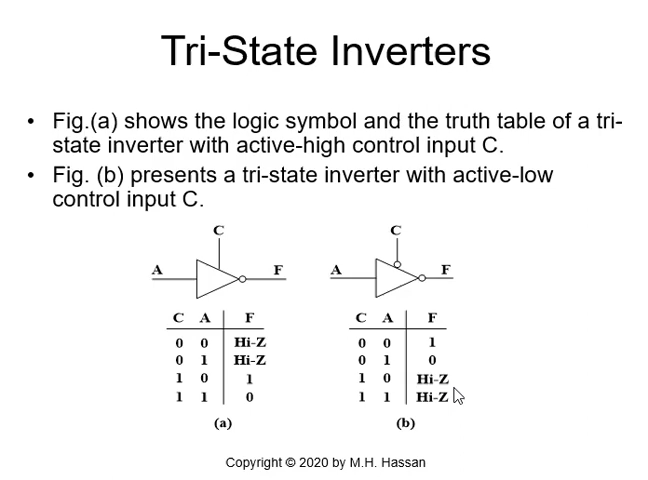 Tri-State Inverters
• Fig.(a) shows the logic symbol and the truth table of a tri-
state inverter with active-high control input C.
• Fig. (b) presents a tri-state inverter with active-low
control input C.
C
A F
C A F
0 0 Hi-Z
0 1 Hi-Z
1 0 1
1 1 0
(a)
C
A F
C A F
0 0 1
0 1 0
1 0 Hi-Z
1 1 Hi-Z
(b)
Copyright © 2020 by M.H. Hassan